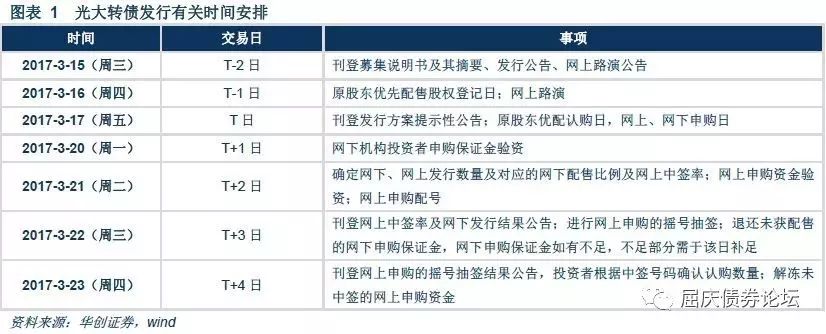 图表 1 光大转债发行有关时间安排
时间 交易日 事项
2017-3-15（周三） T-2 日 刊登募集说明书及其摘要、发行公告、网上路演公告
2017-3-16（周四） T-1 日 原股东优先配售股权登记日；网上路演
2017-3-17（周五） T 日 刊登发行方案提示性公告；原股东优配认购日，网上、网下申购日
2017-3-20（周一） T+1 日 网下机构投资者申购保证金验资
2017-3-21（周二） T+2 日 确定网下、网上发行数量及对应的网下配售比例及网上中签率；网上申购资金验
资；网上申购配号
2017-3-22（周三） T+3 日 刊登网上中签率及网下发行结果公告；进行网上申购的摇号抽签；退还未获配售
的网下申购保证金，网下申购保证金如有不足，不足部分需于该日补足
2017-3-23（周四） T+4 日 刊登网上申购的摇号抽签结果公告，投资者根据中签号码确认认购数量；解冻未
中签的网上申购资金
资料来源：华创证券，wind
屈庆债券论坛